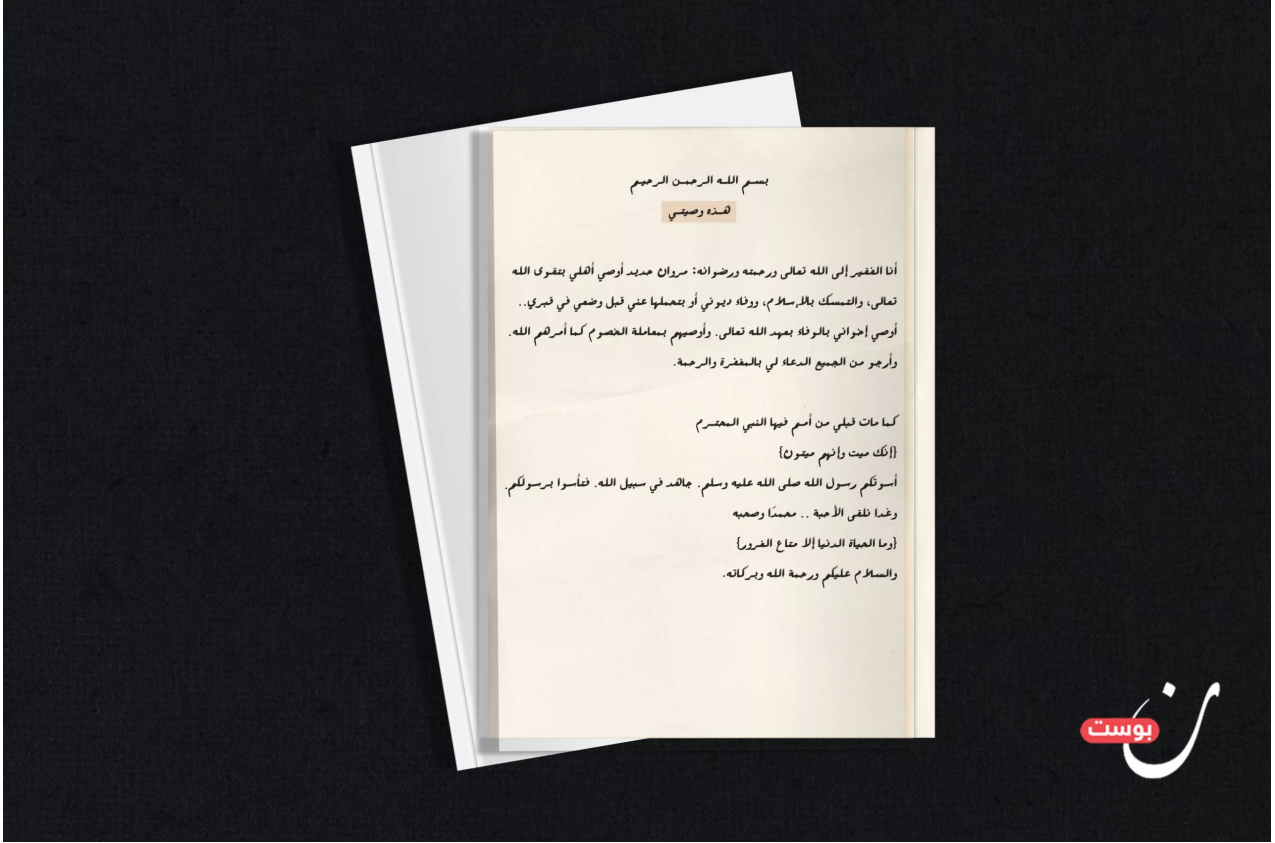 بسم الله الرحمن الرحيم
هذه وصيتي
أنا الفقير إلى الله تعالى ورحمته ورضوانه: مروان حديد أوصي أهلي بتقوى الله
تعالى، والتمسك بالإسلام، ووفاء ديوني أو بتحملها عني قبل وضعي في قبري..
أوصي إخواني بالوفاء بعهد الله تعالى. وأوصيهم بمعاملة الخصوم كما أمرهم الله.
وأرجو من الجميع الدعاء لي بالمغفرة والرحمة.
كما مات قبلي من أمم فيها النبي المحترم
{إنك ميت وإنهم ميتون}
أسوتكم رسول الله صلى الله عليه وسلم. جاهد في سبيل الله. فتأسوا برسولكم.
وغدا نلقى الأحبة .. محمدًا وصحبه
{وما الحياة الدنيا إلا متاع الغرور}
والسلام عليكم ورحمة الله وبركاته.
ن بوست